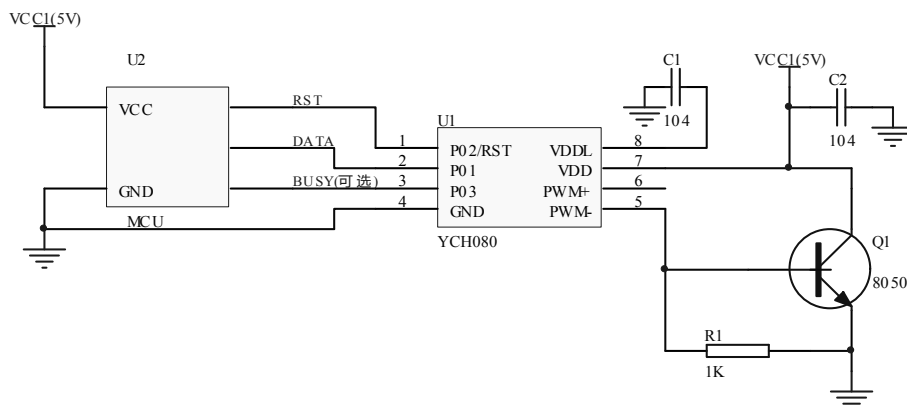 VCC1(5V)
U2
VCC
GND
MCU
RST
DATA
BUSY(可选)
1
2
3
4
U1
P02/RST
P01
P03
GND
VDDL
VDD
PWM+
PWM-
YCH080
8
7
6
5
C1
104
VCC1(5V)
C2
104
Q1
8050
R1
1K